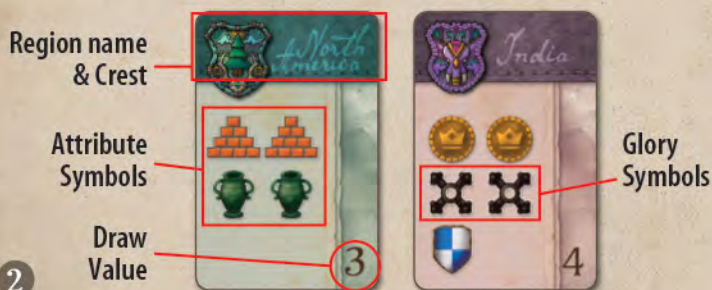 Region name
& Crest
North
America
India
Attribute
Symbols
Glory
Symbols
Draw
Value
3
4
2